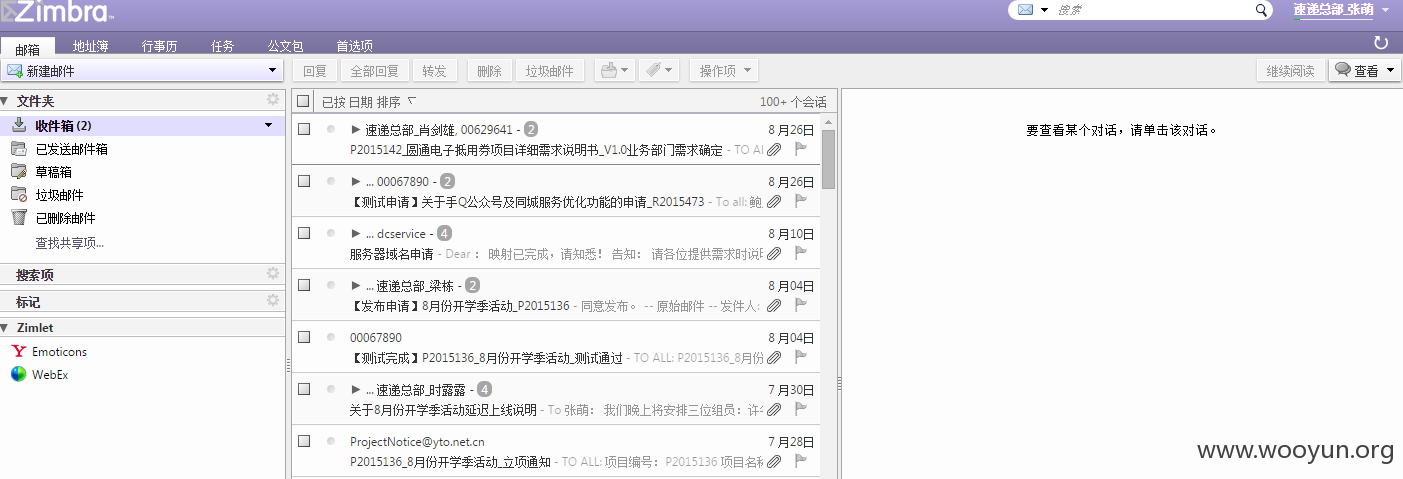 Zimbra™
搜索
速递总部_张萌
邮箱 地址簿 行事历 任务 公文包 首选项
新建邮件
回复 全部回复 转发 删除 垃圾邮件 操作项 继续阅读 查看
文件夹
收件箱 (2)
已发送邮件箱
草稿箱
垃圾邮件
已删除邮件
查找共享项...
搜索项
标记
Zimlet
Emoticons
WebEx
已按 日期 排序 100+ 个会话
速递总部_肖剑雄, 00629641 - 2 8 月26日
P2015142_圆通电子抵用券项目详细需求说明书_V1.0业务部门需求确定 - TO Al
... 00067890 - 2 8 月26日
【测试申请】关于手Q公众号及同城服务优化功能的申请_R2015473 - To all: 鲍
... dcservice - 4 8 月10日
服务器域名申请 - Dear ： 映射已完成，请知悉！ 告知： 请各位提供需求时说明
... 速递总部_梁栋 - 2 8 月04日
【发布申请】8月份开学季活动_P2015136 - 同意发布。 -- 原始邮件 -- 发件人:
00067890 8 月04日
【测试完成】P2015136_8月份开学季活动_测试通过 - TO ALL: P2015136_8月份
... 速递总部_时露露 - 4 7 月30日
关于8月份开学季活动延迟上线说明 - To 张萌： 我们晚上将安排三位组员：许
ProjectNotice@yto.net.cn 7 月28日
P2015136_8月份开学季活动_立项通知 - TO ALL: 项目编号： P2015136 项目名称
要查看某个对话，请单击该对话。
www.wooyun.org